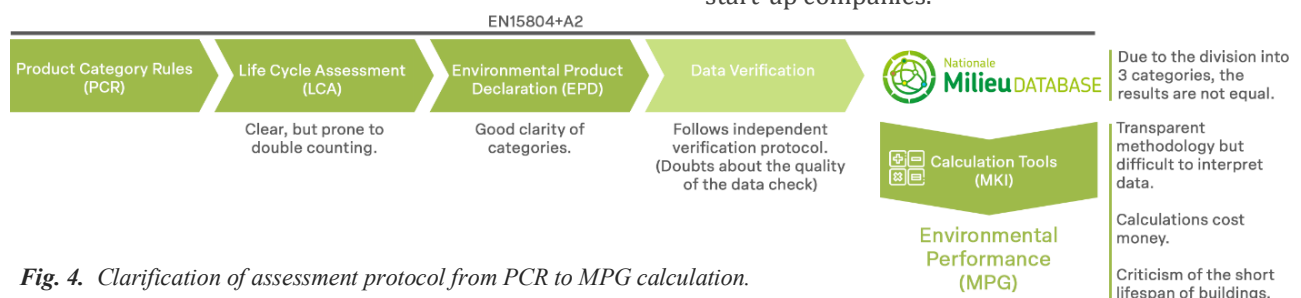 start-up companies.
EN15804+A2
Product Category Rules
(PCR)
Life Cycle Assessment
(LCA)
Environmental Product
Declaration (EPD)
Data Verification
Nationale
Milieu DATABASE
Due to the division into
3 categories, the
results are not equal.
Clear, but prone to
double counting.
Good clarity of
categories.
Follows independent
verification protocol.
(Doubts about the quality
of the data check)
Calculation Tools
(MKI)
Transparent
methodology but
difficult to interpret
data.
Calculations cost
money.
Environmental
Performance
(MPG)
Criticism of the short
lifespan of buildings.
Fig. 4. Clarification of assessment protocol from PCR to MPG calculation.